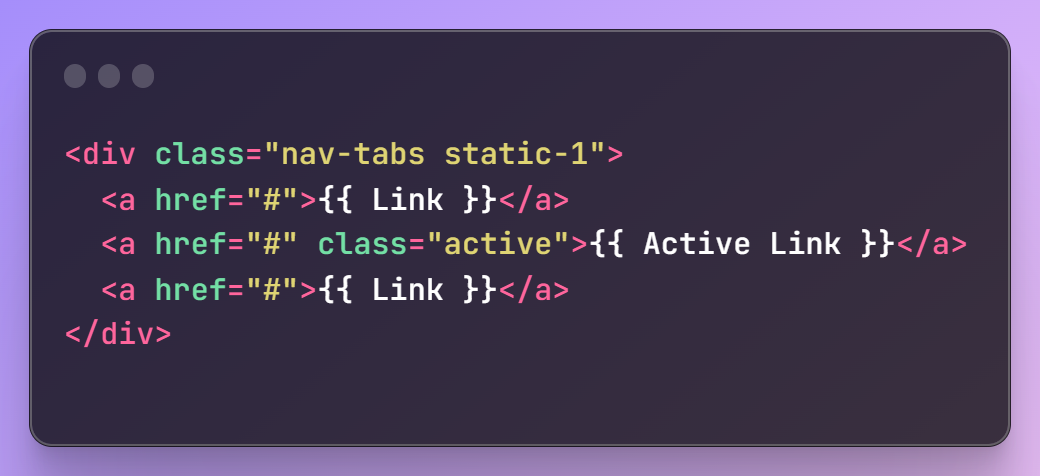 <div class="nav-tabs static-1">
  <a href="#">{{ Link }}</a>
  <a href="#" class="active">{{ Active Link }}</a>
  <a href="#">{{ Link }}</a>
</div>